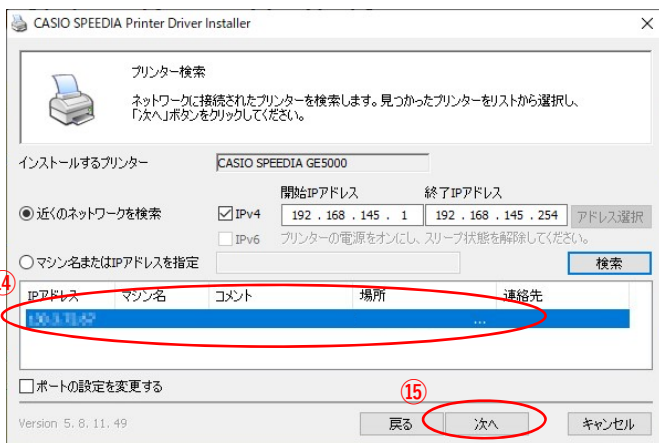 CASIO SPEEDIA Printer Driver Installer
プリンター検索
ネットワークに接続されたプリンターを検索します。見つかったプリンターをリストから選択し、
「次へ」ボタンをクリックしてください。
インストールするプリンター CASIO SPEEDIA GE5000
開始IPアドレス 終了IPアドレス
近くのネットワークを検索 IPv4 192 . 168 . 145 . 1 192 . 168 . 145 . 254 アドレス選択
IPv6 プリンターの電源をオンにし、スリープ状態を解除してください。
マシン名またはIPアドレスを指定 検索
IPアドレス マシン名 コメント 場所 連絡先
...
ポートの設定を変更する
⑮
Version 5. 8. 11. 49 戻る 次へ キャンセル